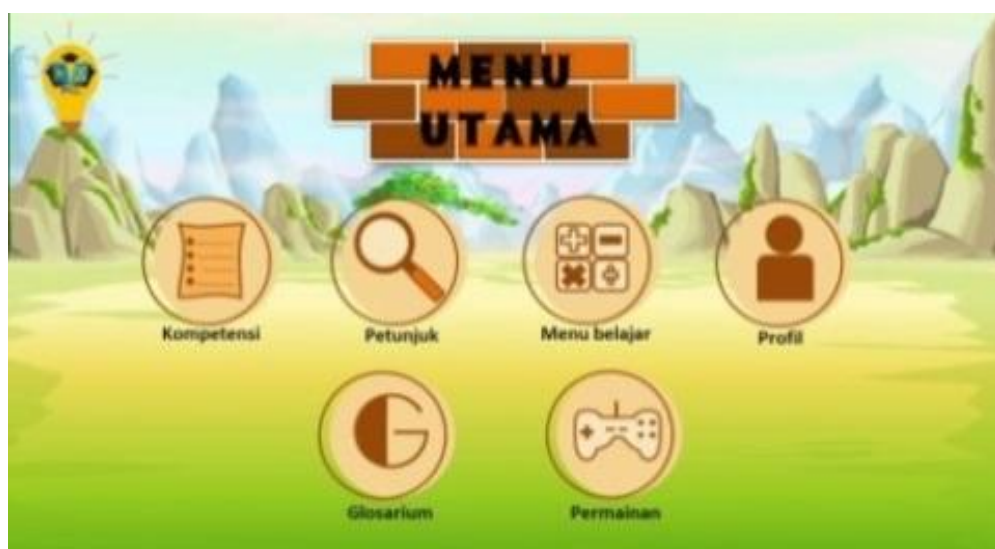 MENU
UTAMA
Kompetensi
Petunjuk
Menu belajar
Profil
G
Glosarium
Permainan